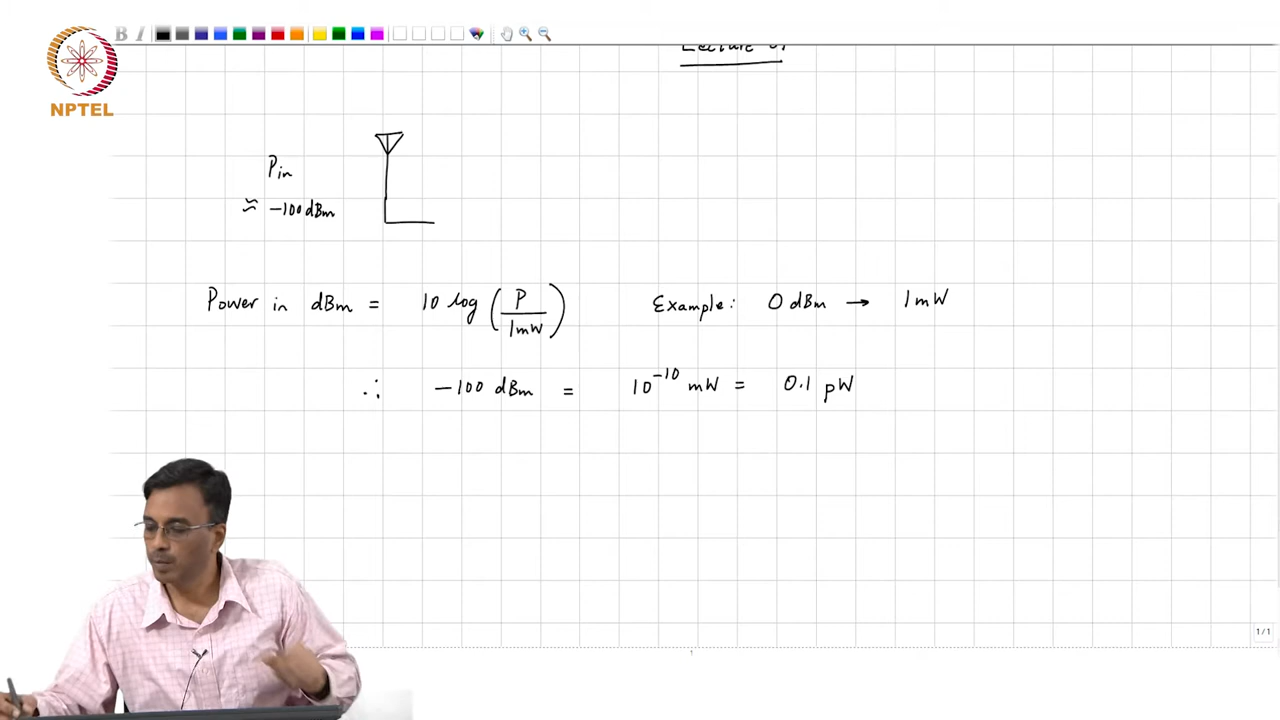 B I
NPTEL
Pin
≈ −100 dBm
Power in dBm = 10 log (P / 1mW)
Example: 0 dBm → 1mW
∴ −100 dBm = 10⁻¹⁰ mW = 0.1 pW
1/1
1